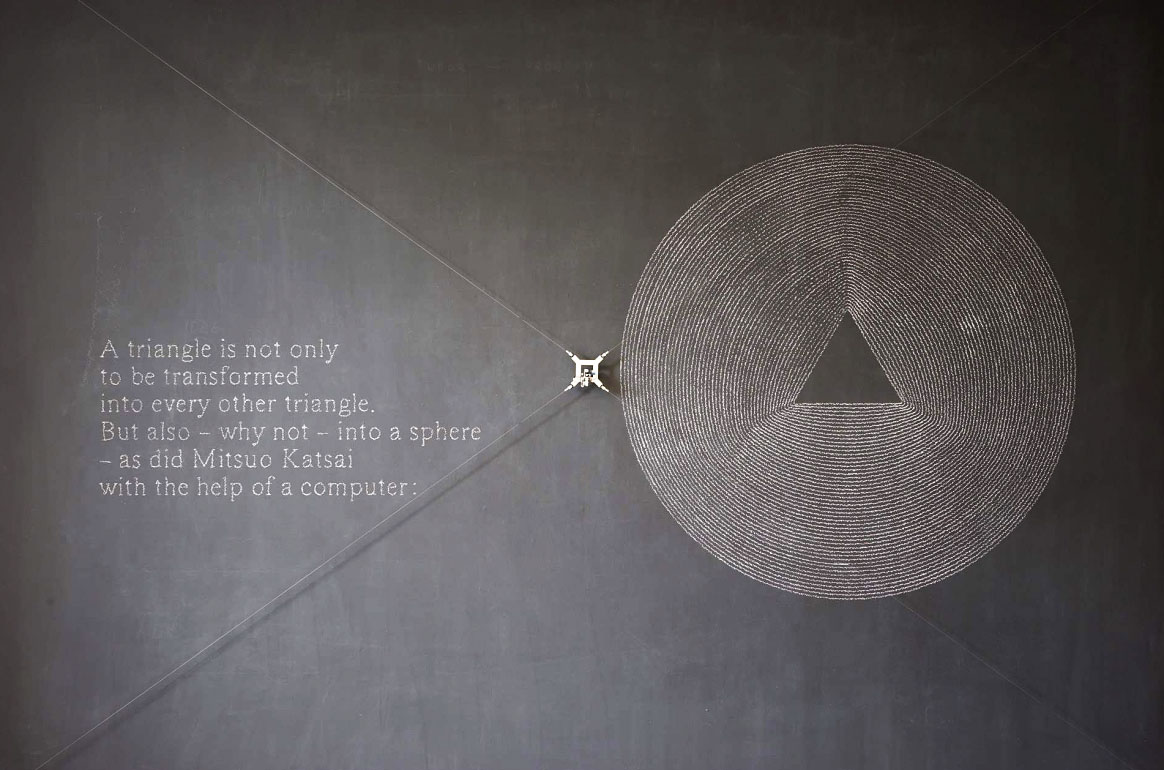 A triangle is not only
to be transformed
into every other triangle.
But also – why not – into a sphere
– as did Mitsuo Katsai
with the help of a computer: